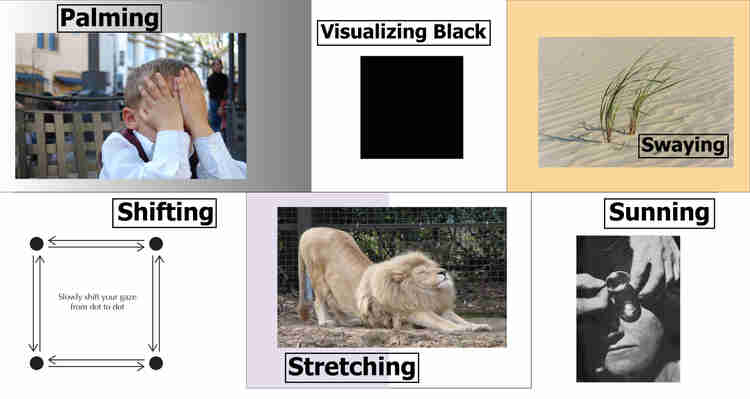 Palming
Visualizing Black
Swaying
Shifting
Slowly shift your gaze
from dot to dot
Stretching
Sunning